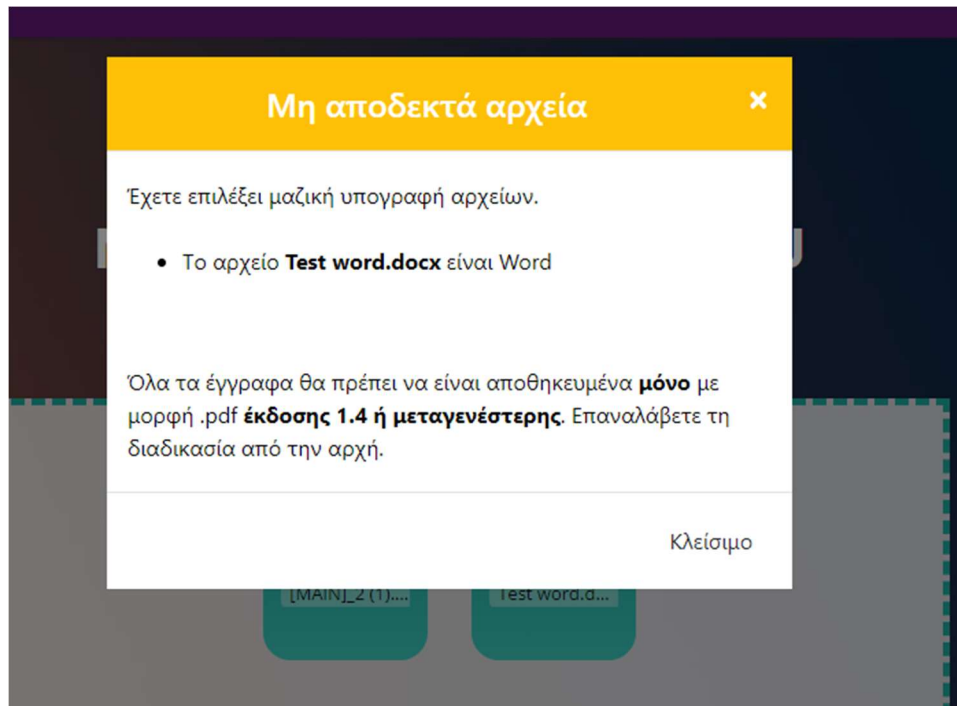 Μη αποδεκτά αρχεία ×
Έχετε επιλέξει μαζική υπογραφή αρχείων.
• Το αρχείο Test word.docx είναι Word
Όλα τα έγγραφα θα πρέπει να είναι αποθηκευμένα μόνο με
μορφή .pdf έκδοσης 1.4 ή μεταγενέστερης. Επαναλάβετε τη
διαδικασία από την αρχή.
Κλείσιμο
[MAIN]_2 (1).... Test word.d...